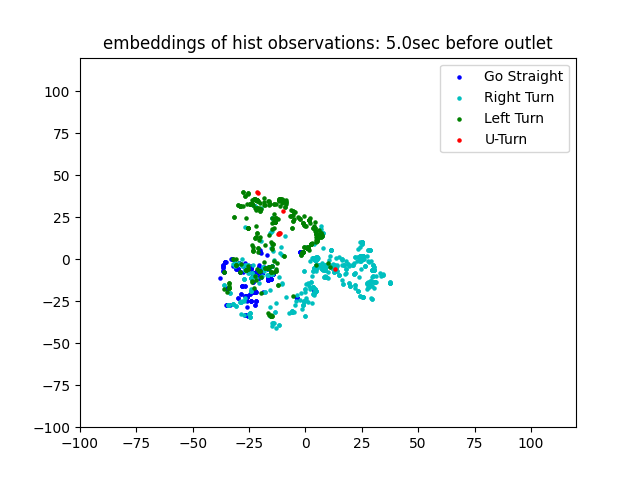 embeddings of hist observations: 5.0sec before outlet
Go Straight
Right Turn
Left Turn
U-Turn
100
75
50
25
0
−25
−50
−75
−100
−100 −75 −50 −25 0 25 50 75 100